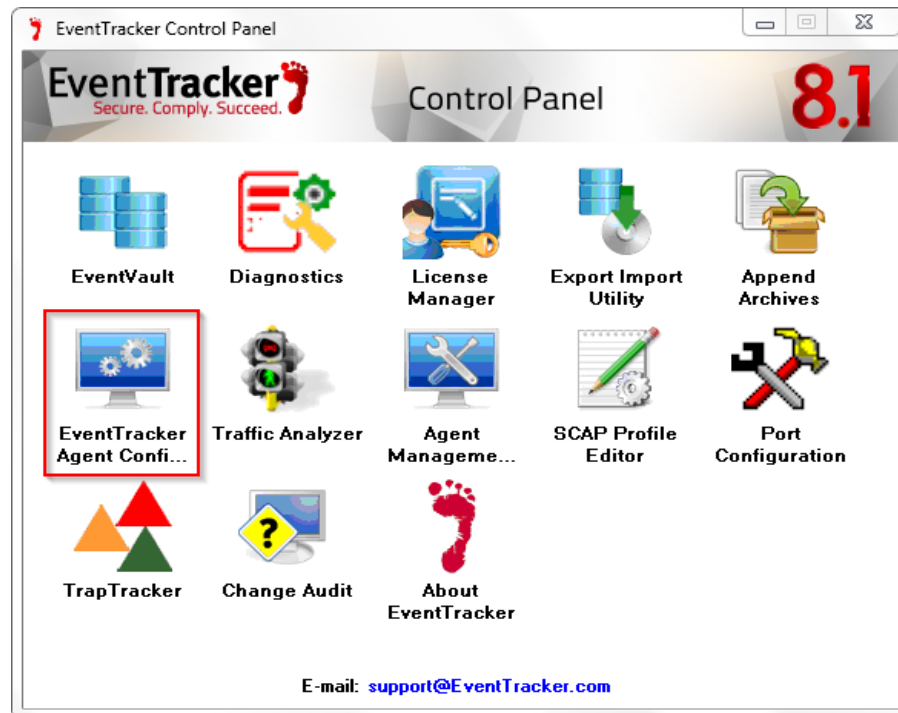 EventTracker Control Panel
EventTracker
Secure. Comply. Succeed.
Control Panel
8.1
EventVault
Diagnostics
License
Manager
Export Import
Utility
Append
Archives
EventTracker
Agent Confi...
Traffic Analyzer
Agent
Manageme...
SCAP Profile
Editor
Port
Configuration
TrapTracker
?
Change Audit
About
EventTracker
E-mail: support@EventTracker.com